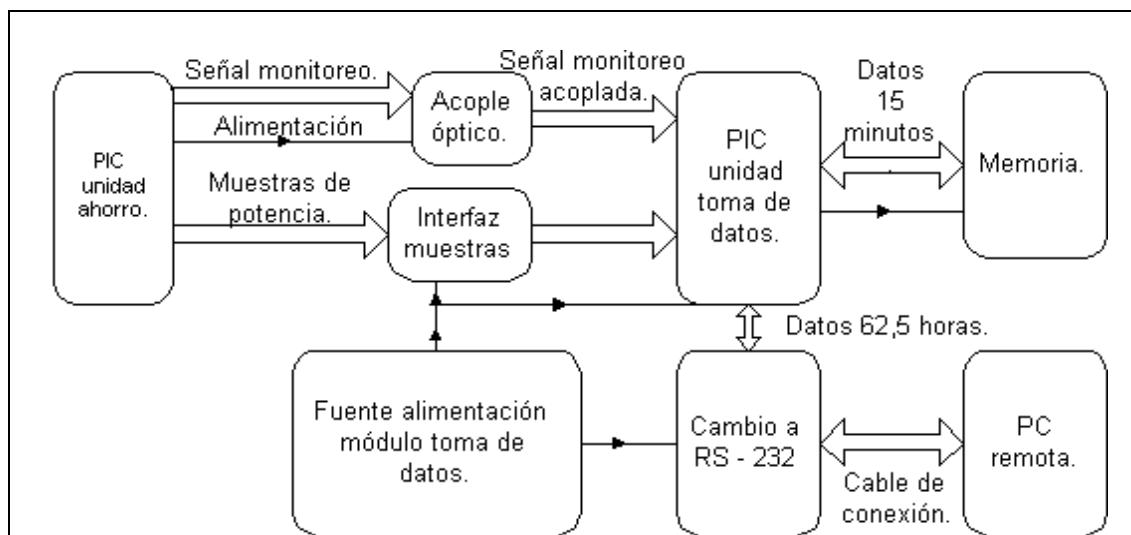 Señal monitoreo.
Señal monitoreo
acoplada.
Datos
15
minutos
Acople
óptico.
Alimentación
PIC
unidad
ahorro.
PIC
unidad
toma de
datos.
Memoria.
Muestras de
potencia.
Interfaz
muestras
Datos 62,5 horas.
Fuente alimentación
módulo toma de
datos.
Cambio a
RS - 232
PC
remota.
Cable de
conexión.